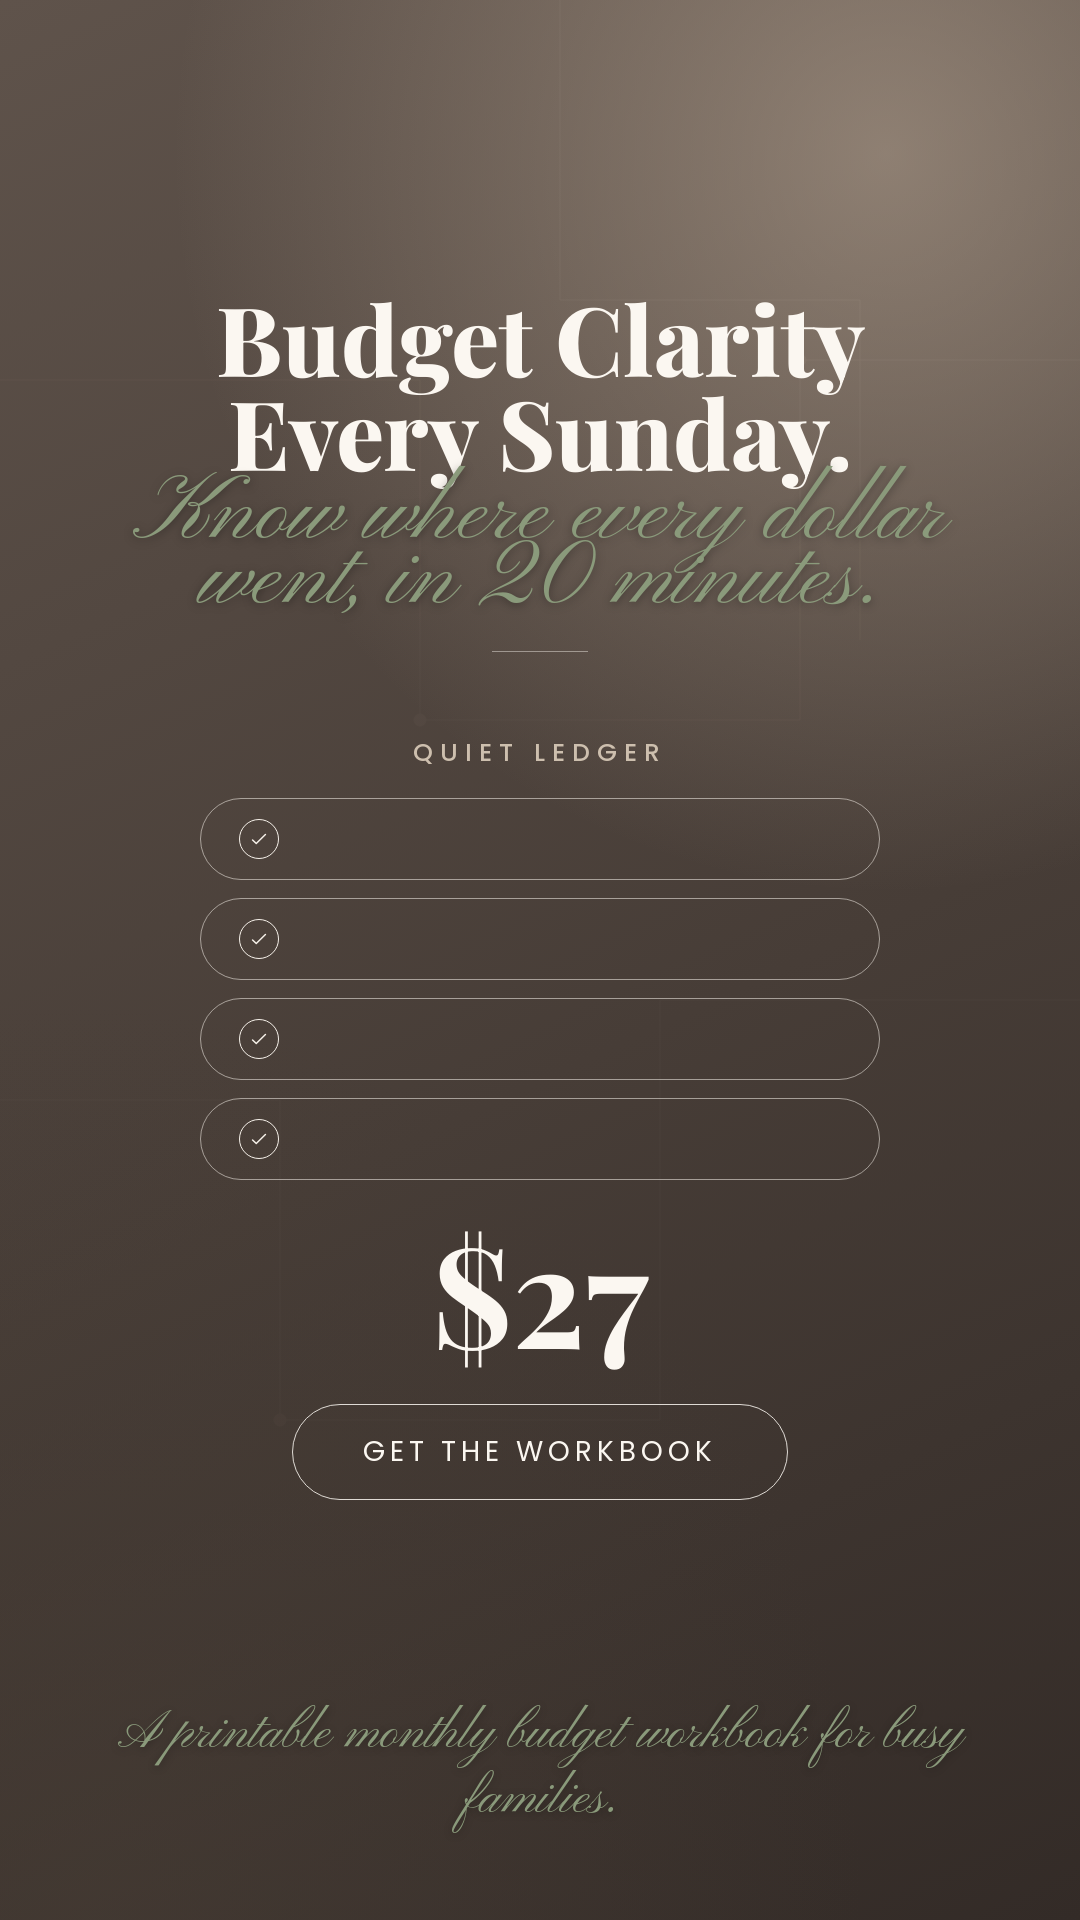 Budget Clarity
Every Sunday.
Know where every dollar
went, in 20 minutes.
QUIET LEDGER
$27
GET THE WORKBOOK
A printable monthly budget workbook for busy
families.